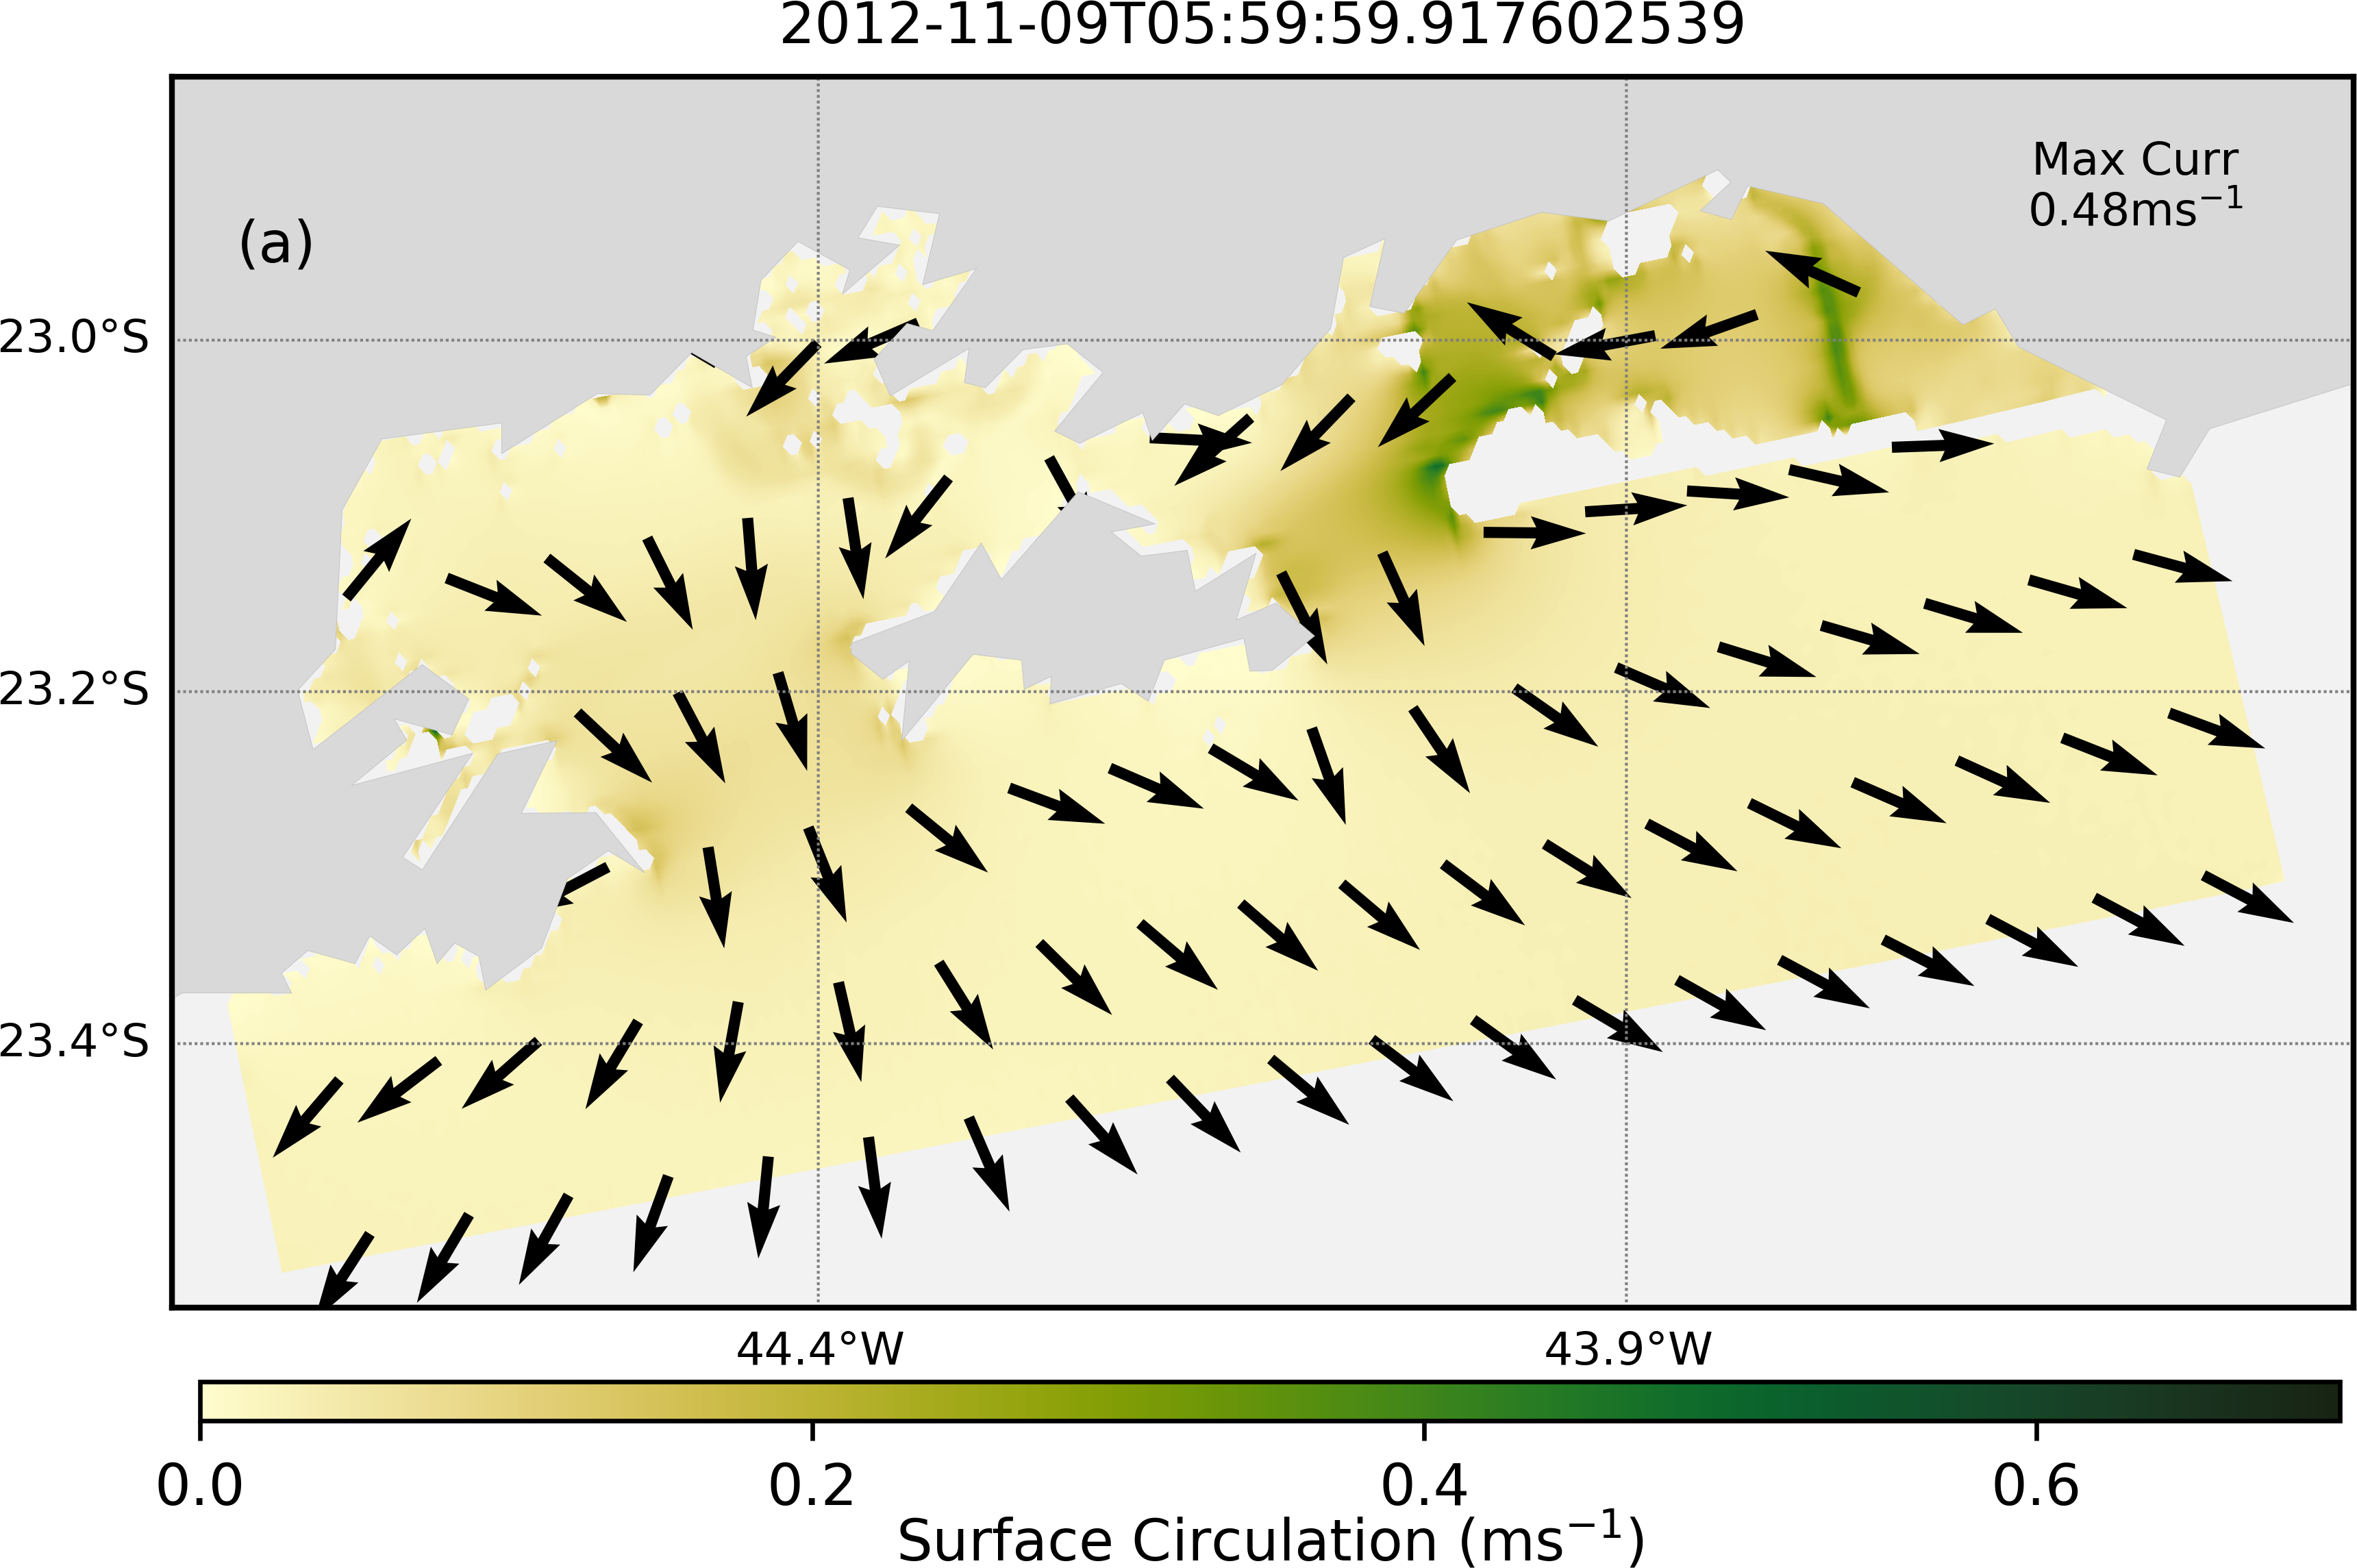 2012-11-09T05:59:59.917602539
Max Curr
0.48ms⁻¹
(a)
23.0°S
23.2°S
23.4°S
44.4°W 43.9°W
0.0 0.2 0.4 0.6
Surface Circulation (ms⁻¹)